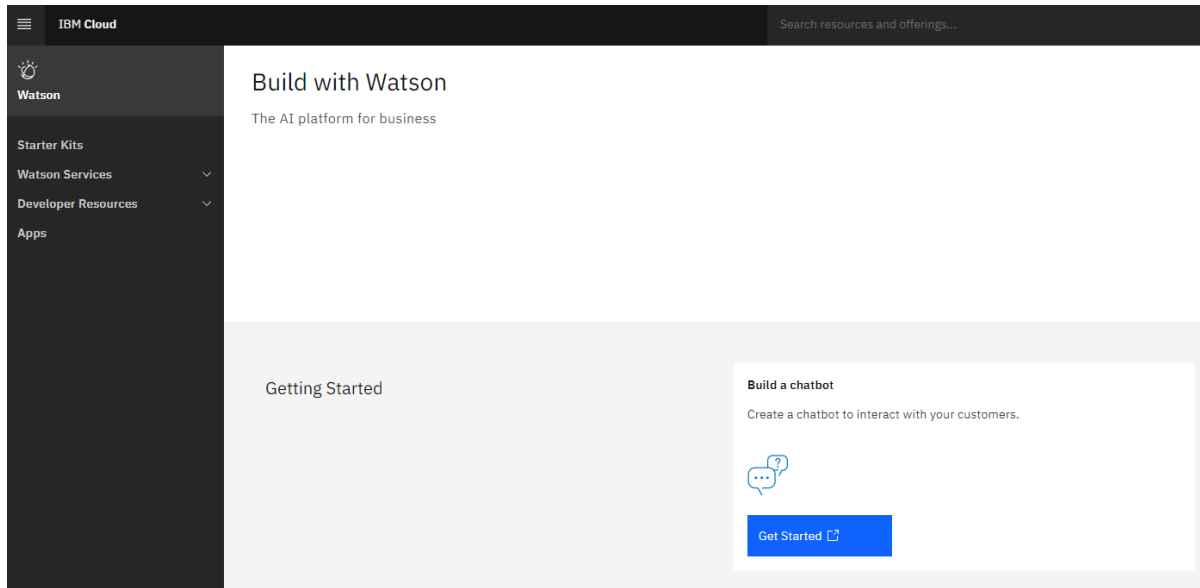 IBM Cloud
Search resources and offerings...
Watson
Starter Kits
Watson Services
Developer Resources
Apps
Build with Watson
The AI platform for business
Getting Started
Build a chatbot
Create a chatbot to interact with your customers.
?
Get Started